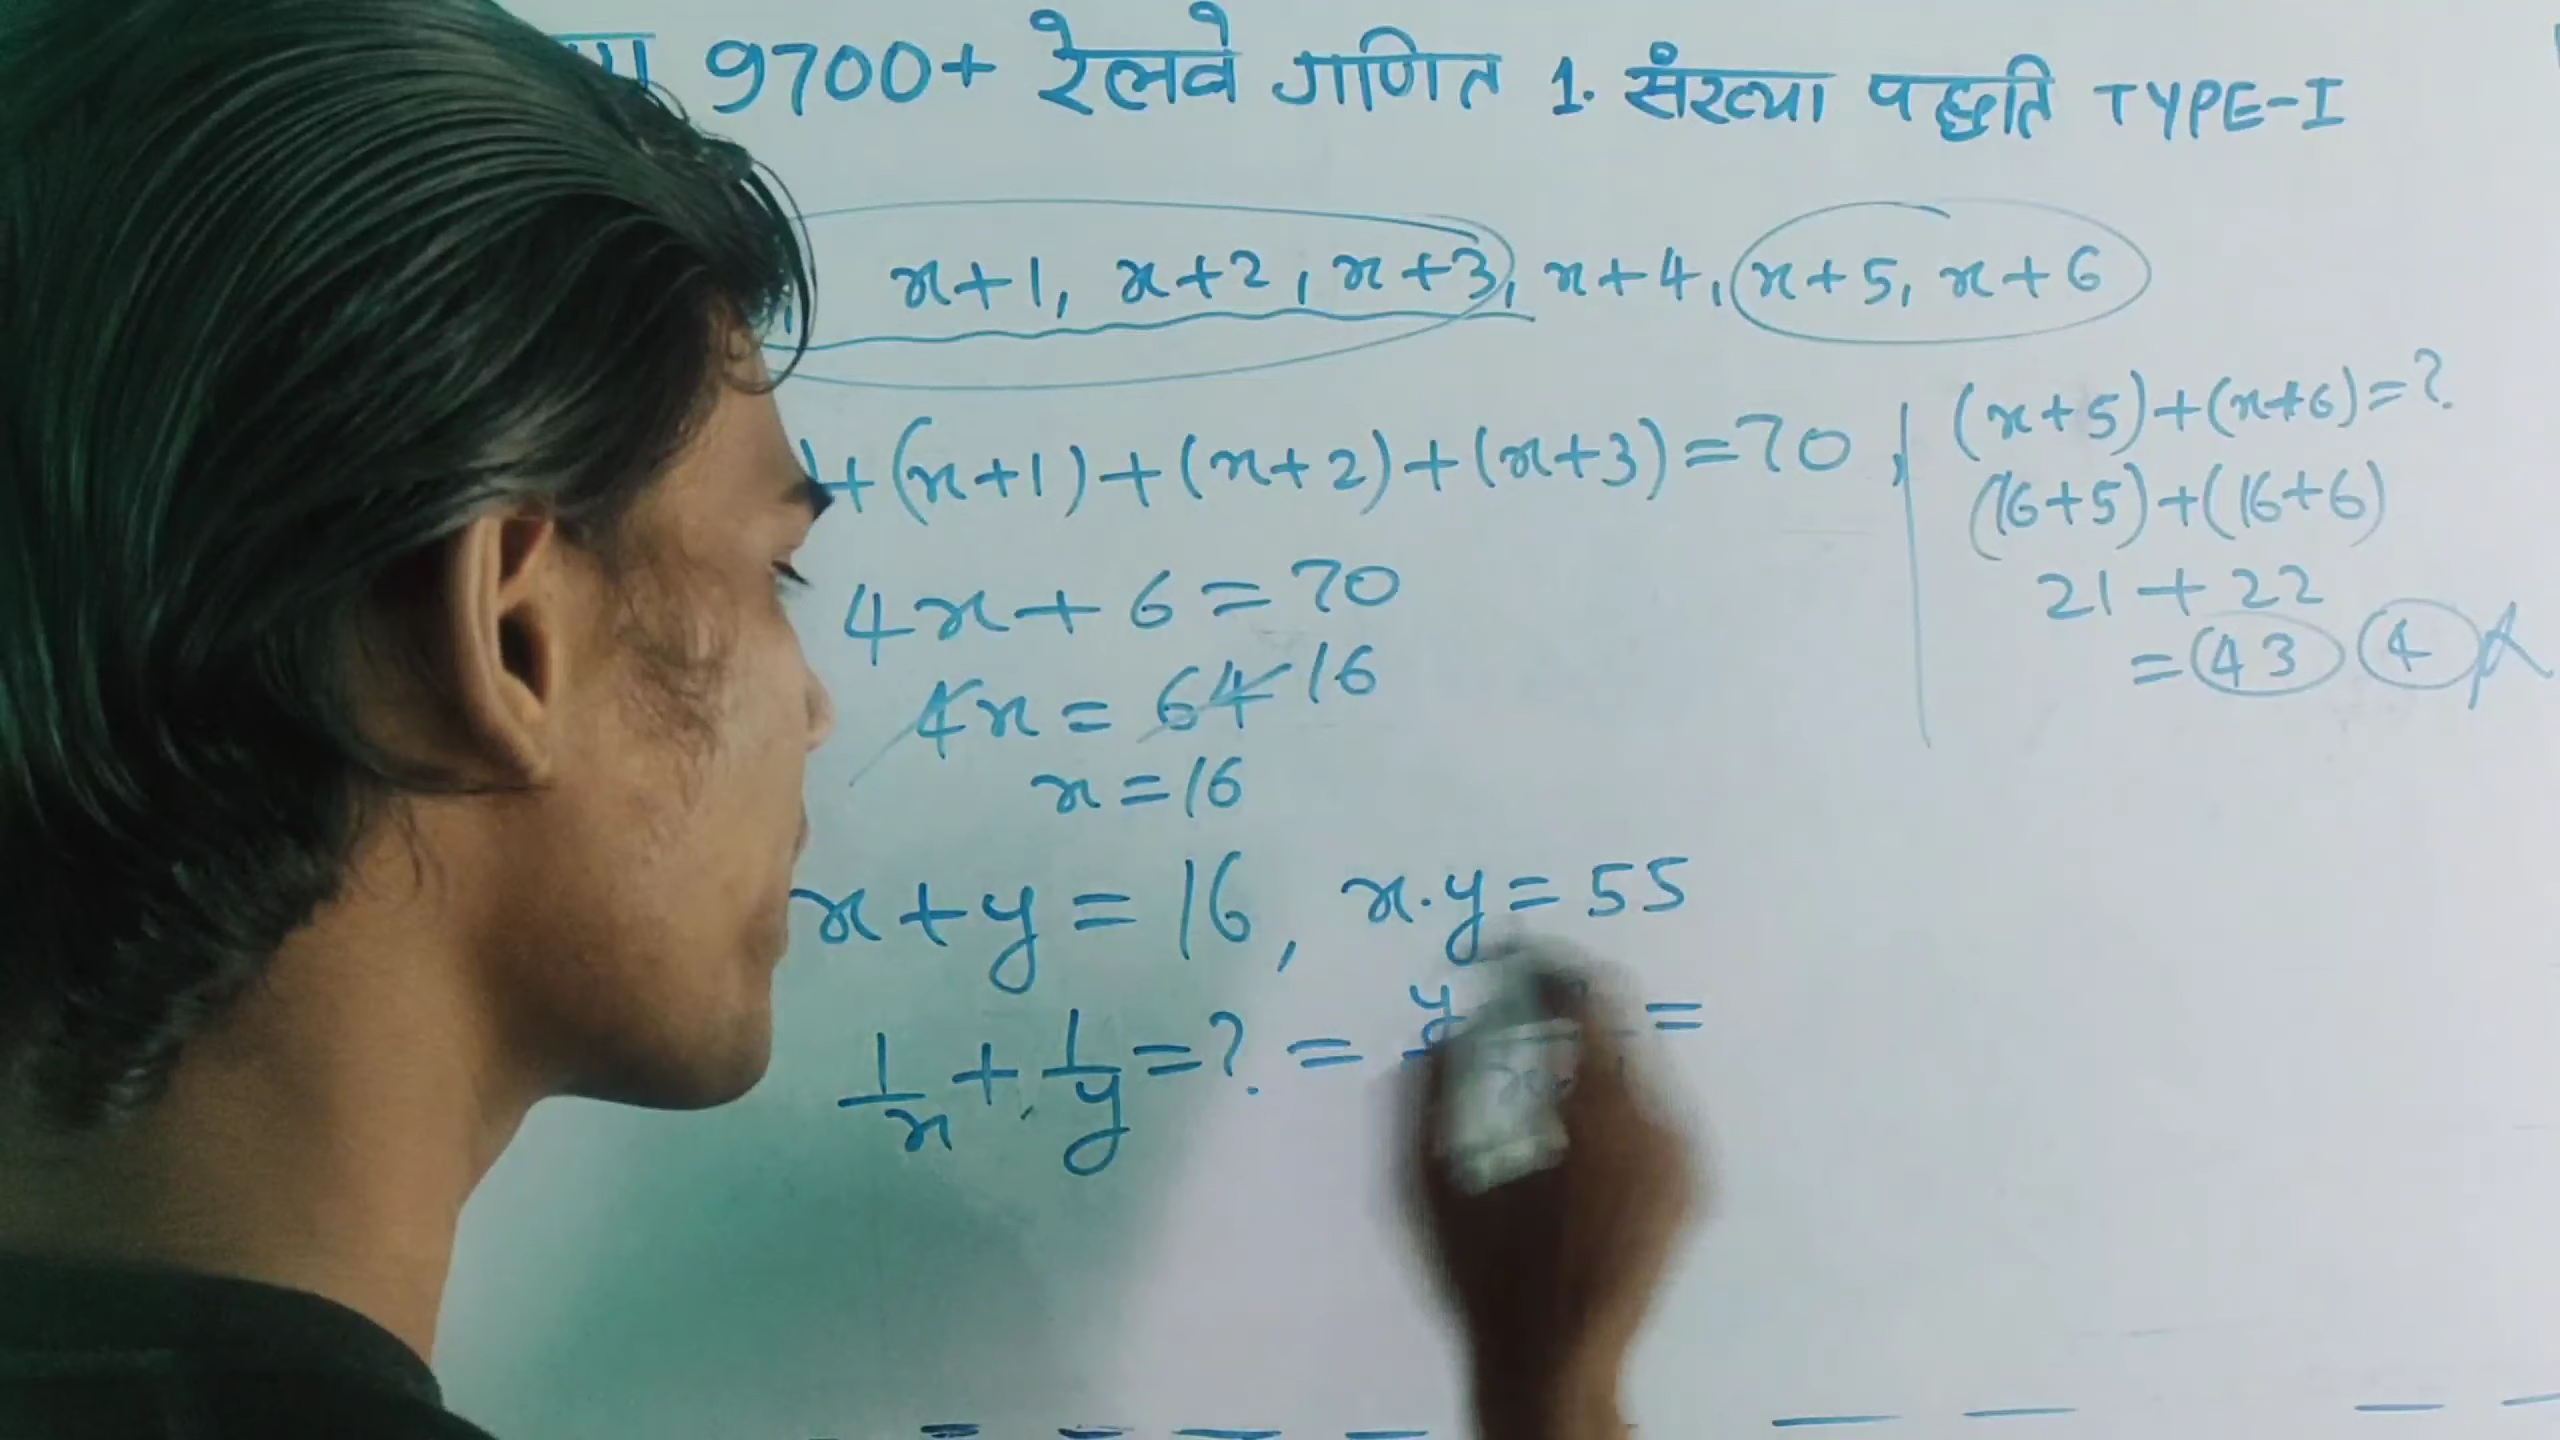 9700+ रेलवे गणित 1. संख्या पद्धति TYPE-I
x+1, x+2, x+3, x+4, x+5, x+6
+(x+1)+(x+2)+(x+3)=70
4x+6=70
4x=64 16
x=16
(x+5)+(x+6)=?
(16+5)+(16+6)
21+22
=43 4
x+y=16, x.y=55
1/x+1/y=?= y =